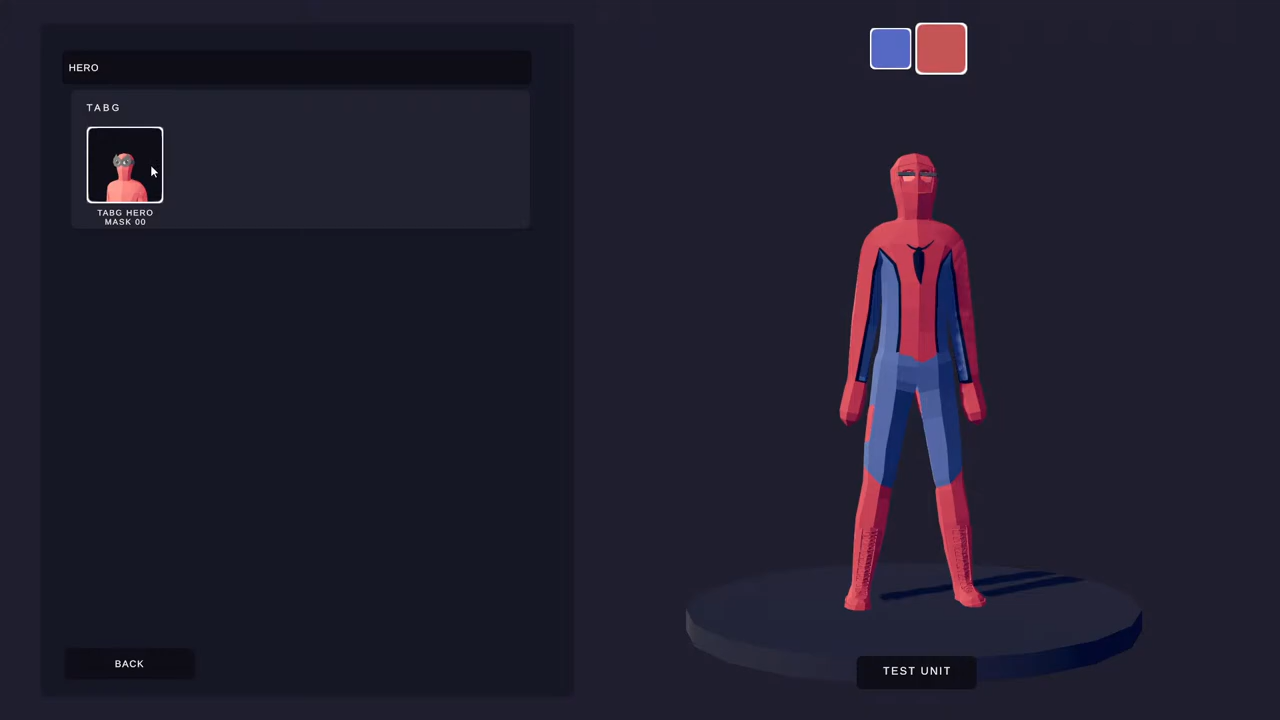 HERO
TABG
TABG HERO
MASK 00
BACK
TEST UNIT